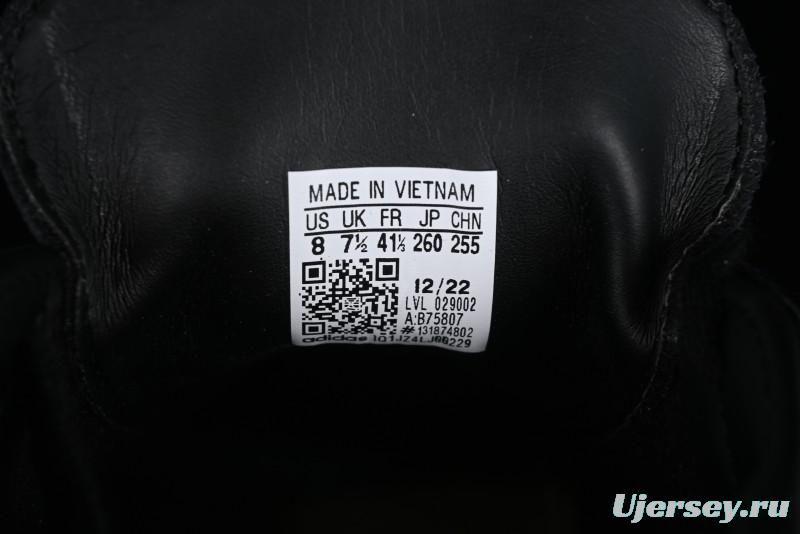 MADE IN VIETNAM
US UK FR JP CHN
8 7½ 41⅓ 260 255
12/22
LVL 029002
A:B75807
# 131874802
adidas 101JZ4LJ00229
Ujersey.ru